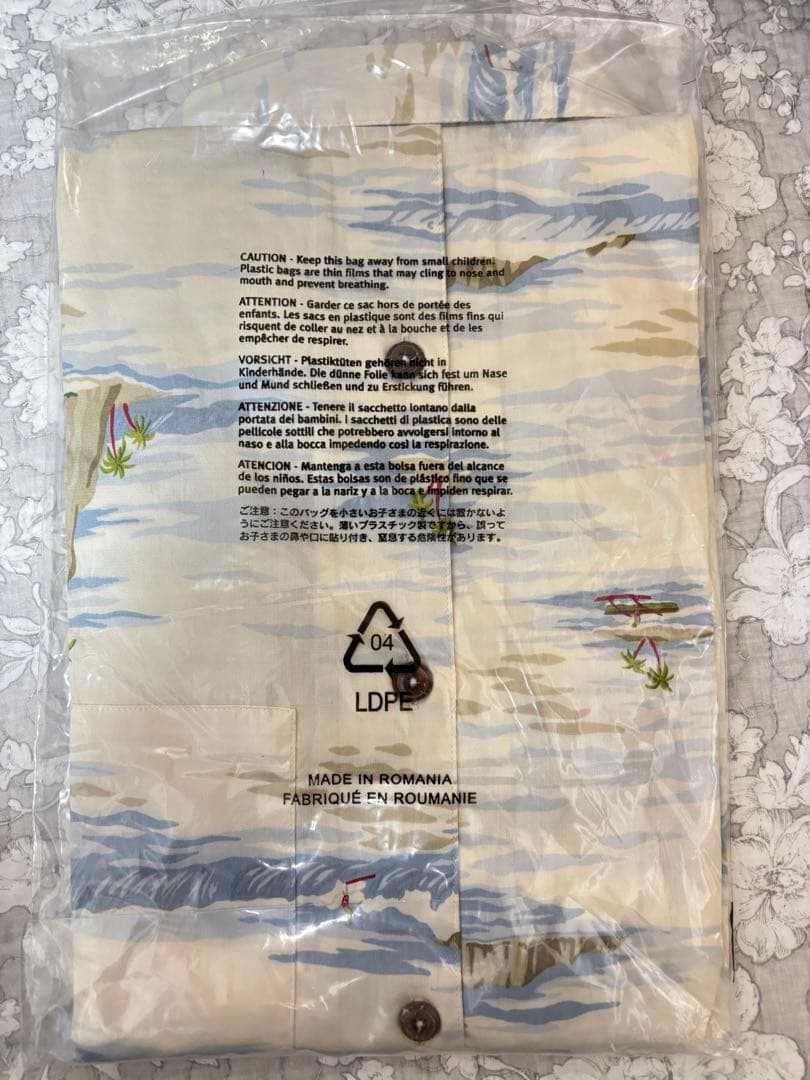 CAUTION - Keep this bag away from small children.
Plastic bags are thin films that may cling to nose and
mouth and prevent breathing.
ATTENTION - Garder ce sac hors de portée des
enfants. Les sacs en plastique sont des films fins qui
risquent de coller au nez et à la bouche et de les
empêcher de respirer.
VORSICHT - Plastiktüten gehören nicht in
Kinderhände. Die dünne Folie kann sich fest um Nase
und Mund schließen und zu Erstickung führen.
ATTENZIONE - Tenere il sacchetto lontano dalla
portata dei bambini. I sacchetti di plastica sono delle
pellicole sottili che potrebbero avvolgersi intorno al
naso e alla bocca impedendo così la respirazione.
ATENCION - Mantenga a esta bolsa fuera del alcance
de los niños. Estas bolsas son de plástico fino que se
pueden pegar a la nariz y a la boca e impiden respirar.
ご注意：このバッグを小さいお子さまの近くには置かないよ
うにご注意ください。薄いプラスチック製ですから、誤って
お子さまの鼻や口に貼り付き、窒息する危険性があります。
04
LDPE
MADE IN ROMANIA
FABRIQUÉ EN ROUMANIE